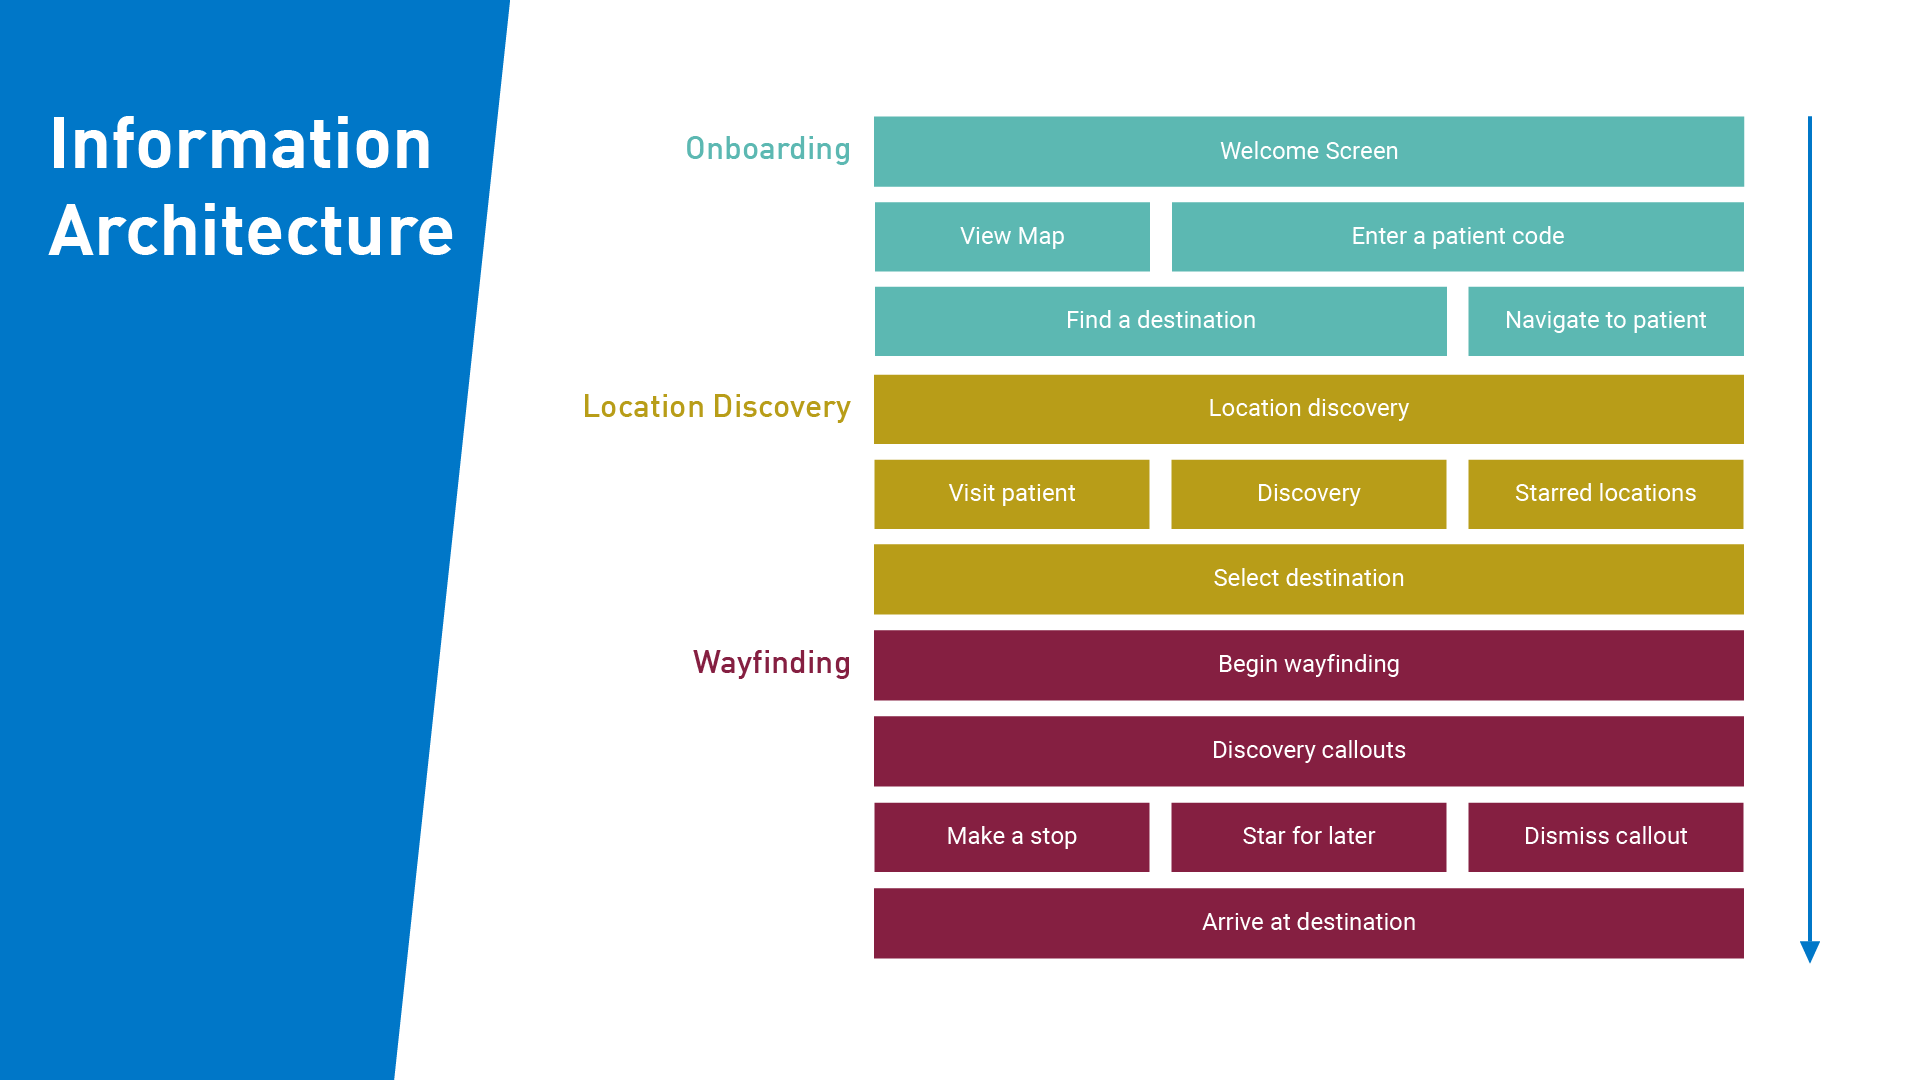 Information
Architecture
Onboarding
Welcome Screen
View Map
Enter a patient code
Find a destination
Navigate to patient
Location Discovery
Location discovery
Visit patient
Discovery
Starred locations
Select destination
Wayfinding
Begin wayfinding
Discovery callouts
Make a stop
Star for later
Dismiss callout
Arrive at destination